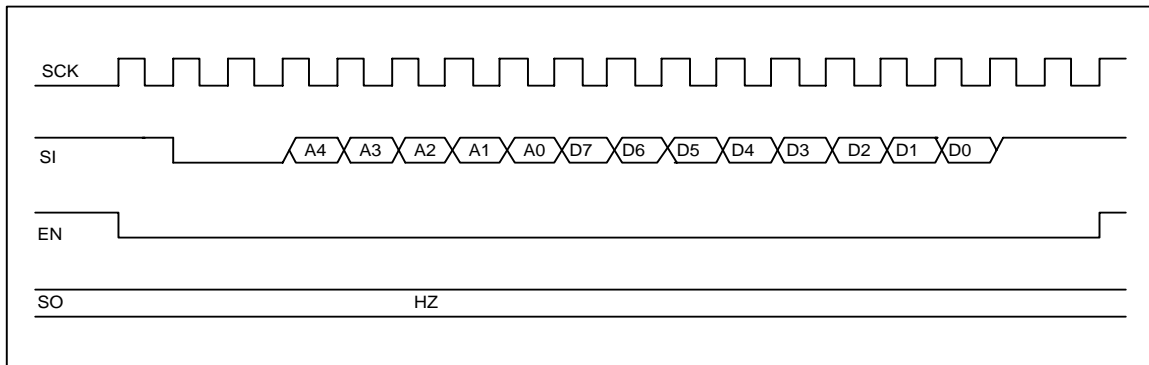 SCK
SI A4 A3 A2 A1 A0 D7 D6 D5 D4 D3 D2 D1 D0
EN
SO HZ